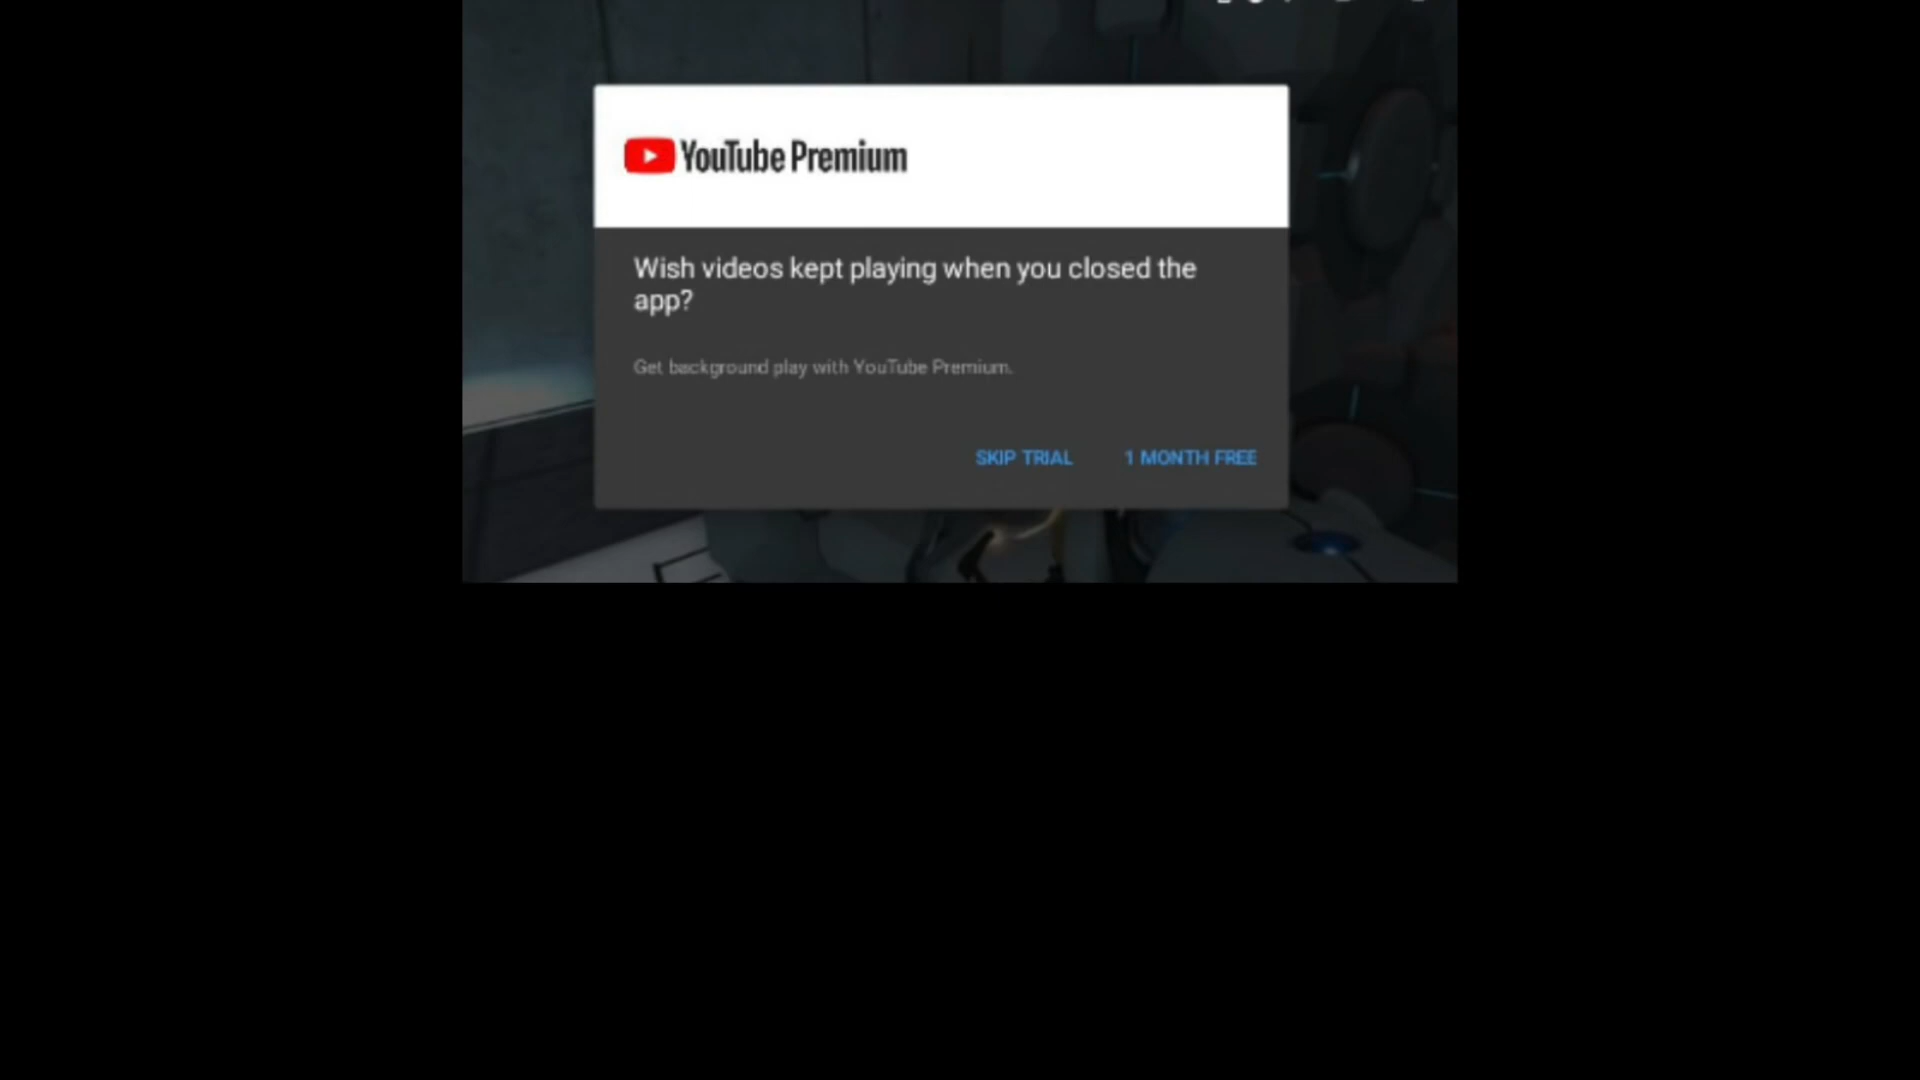 YouTube Premium
Wish videos kept playing when you closed the
app?
Get background play with YouTube Premium.
SKIP TRIAL 1 MONTH FREE